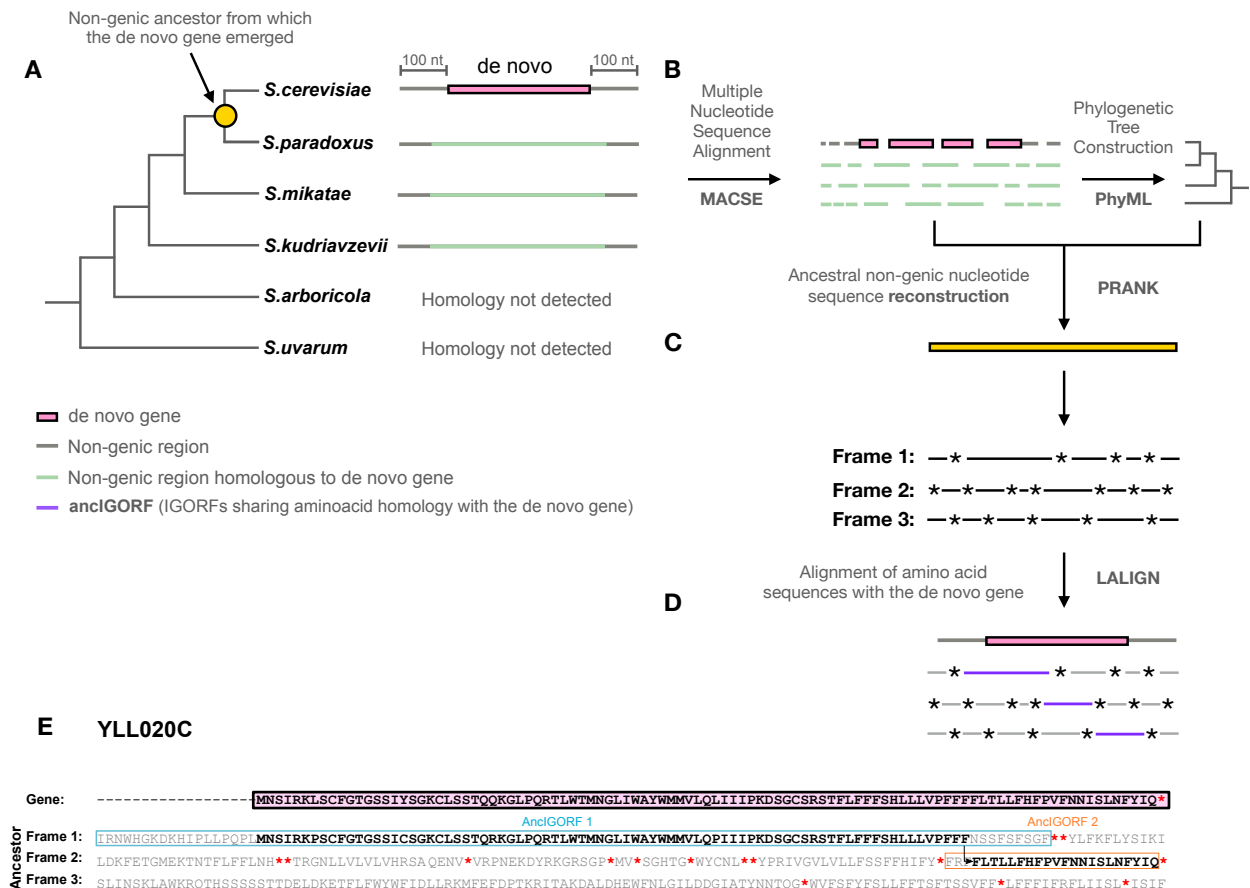 Non-genic ancestor from which
the de novo gene emerged
A
100 nt
de novo
100 nt
S.cerevisiae
S.paradoxus
S.mikatae
S.kudriavzevii
S.arboricola
Homology not detected
S.uvarum
Homology not detected
de novo gene
Non-genic region
Non-genic region homologous to de novo gene
ancIGORF (IGORFs sharing aminoacid homology with the de novo gene)
B
Multiple
Nucleotide
Sequence
Alignment
MACSE
Phylogenetic
Tree
Construction
PhyML
Ancestral non-genic nucleotide
sequence reconstruction
PRANK
C
Frame 1:
Frame 2:
Frame 3:
Alignment of amino acid
sequences with the de novo gene
LALIGN
D
E YLL020C
Gene: MNSIRKLSCFGTGSSIYSGKCLSSTQQKGLPQRTLWTMNGLIWAYWMMVLQLIIIPKDSGCSRSTFLFFFSHLLLVPFFFFLTLLFHFPVFNNISLNFYIQ*
AncIGORF 1 AncIGORF 2
Ancestor
Frame 1: IRNWHGKDKHIPLLPQPLMNSIRKPSCFGTGSSICSGKCLSSTQRKGLPQRTLWTMNGLIWAYWMMVLQPIIIPKDSGCSRSTFLFFFSHLLLVPFFFNSSFSFSGF**YLFKFLYSIKI
Frame 2: LDKFETGMEKTNTFLFFLNH**TRGNLLVLVLVHRSAQENV*VRPNEKDYRKGRSGP*MV*SGHTG*WYCNL**YPRIVGVLVLLFSSFFHIFY*FRFFLTLLFHFPVFNNISLNFYIQ*
Frame 3: SLINSKLAWKROTHSSSSSTTDELDKETFLFWYWFIDLLRKMFEFDPTKRITAKDALDHEWFNLGILDDGIATYNNTOG*WVFSFYFSSLFSTFTSSVFF*LFFFIFRFLIISL*ISIF